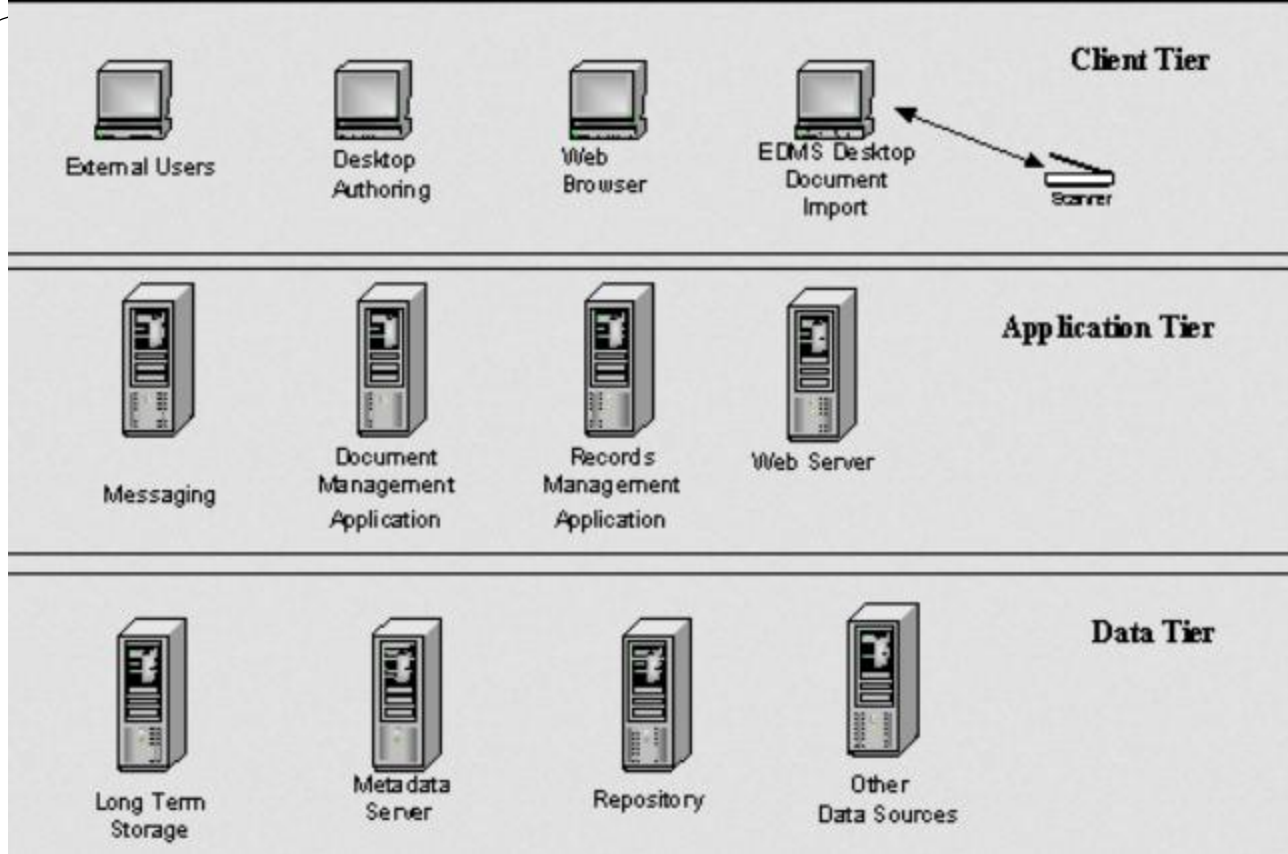 Client Tier
External Users
Desktop
Authoring
Web
Browser
EDMS Desktop
Document
Import
Scanner
Application Tier
Messaging
Document
Management
Application
Records
Management
Application
Web Server
Data Tier
Long Term
Storage
Metadata
Server
Repository
Other
Data Sources